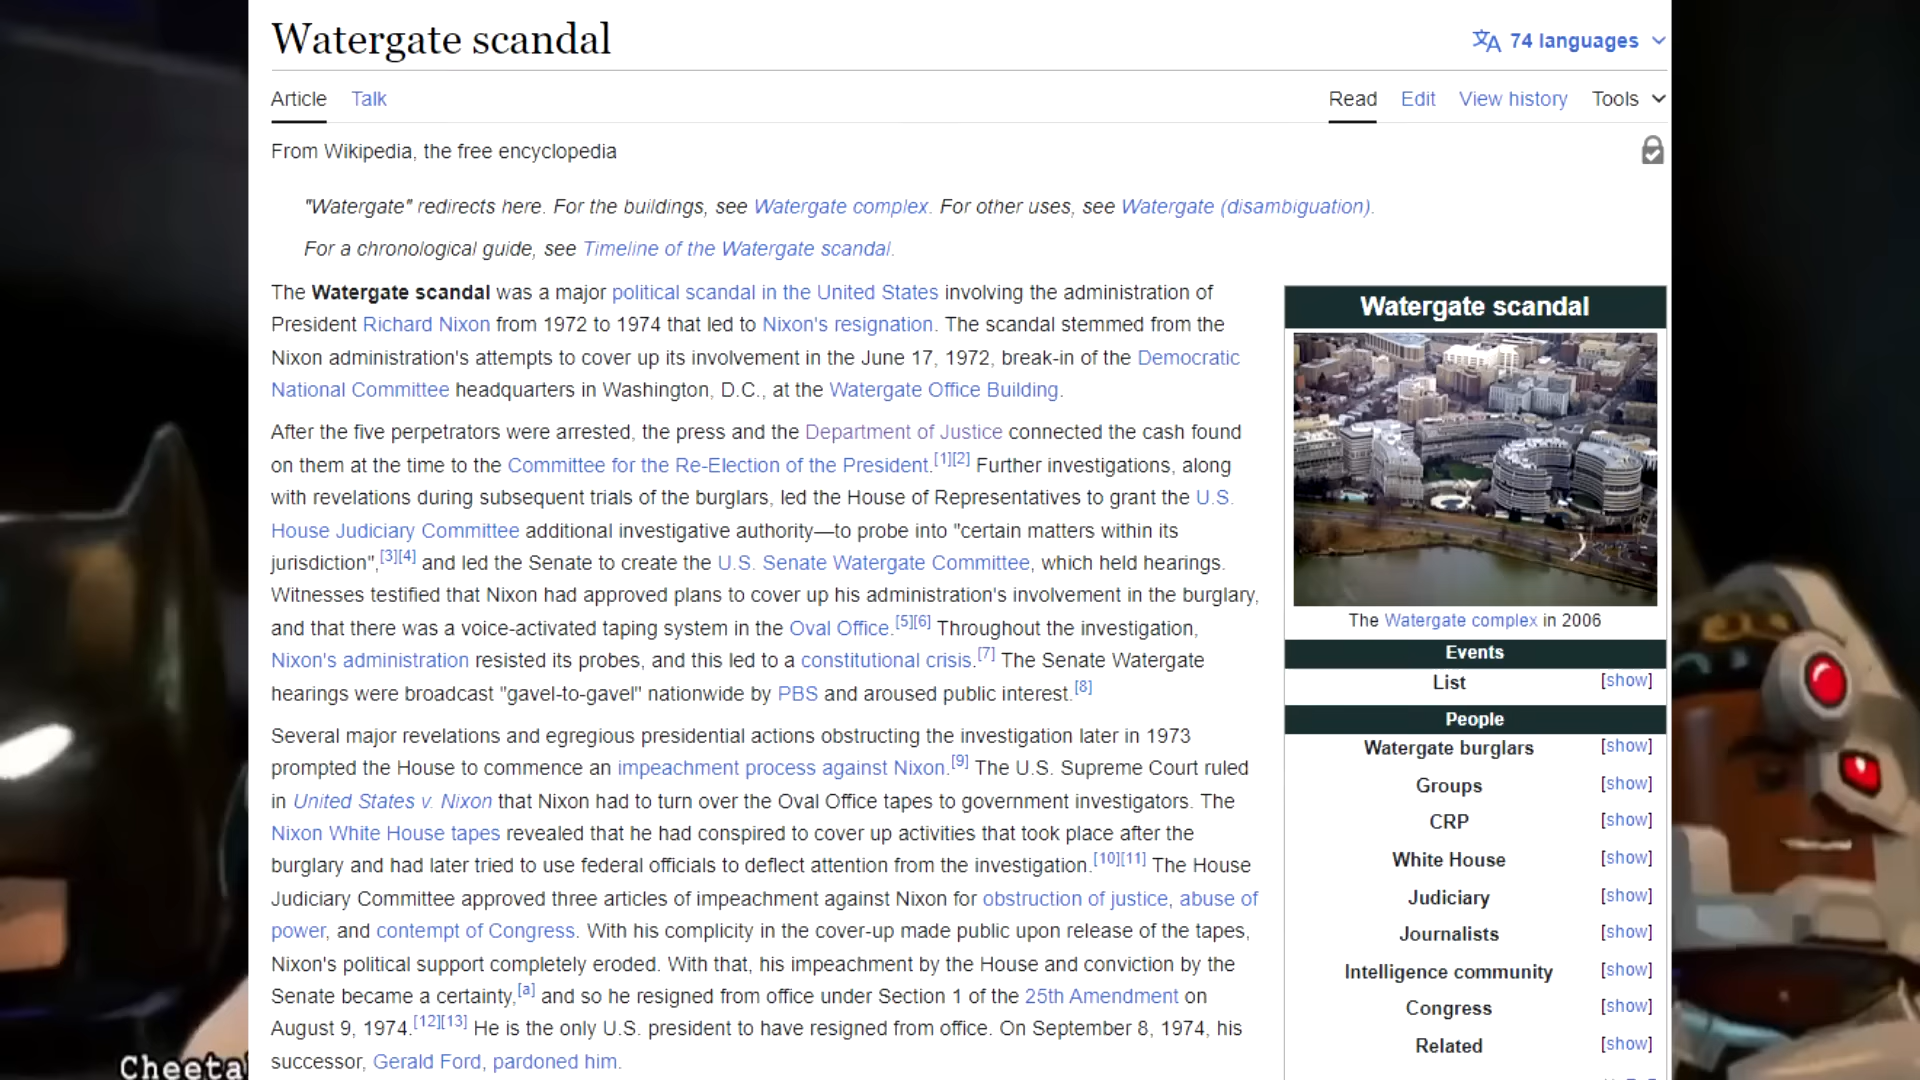 Watergate scandal
74 languages
Article Talk
Read Edit View history Tools
From Wikipedia, the free encyclopedia
"Watergate" redirects here. For the buildings, see Watergate complex. For other uses, see Watergate (disambiguation).
For a chronological guide, see Timeline of the Watergate scandal.
The Watergate scandal was a major political scandal in the United States involving the administration of
President Richard Nixon from 1972 to 1974 that led to Nixon's resignation. The scandal stemmed from the
Nixon administration's attempts to cover up its involvement in the June 17, 1972, break-in of the Democratic
National Committee headquarters in Washington, D.C., at the Watergate Office Building.
After the five perpetrators were arrested, the press and the Department of Justice connected the cash found
on them at the time to the Committee for the Re-Election of the President.[1][2] Further investigations, along
with revelations during subsequent trials of the burglars, led the House of Representatives to grant the U.S.
House Judiciary Committee additional investigative authority—to probe into "certain matters within its
jurisdiction",[3][4] and led the Senate to create the U.S. Senate Watergate Committee, which held hearings.
Witnesses testified that Nixon had approved plans to cover up his administration's involvement in the burglary,
and that there was a voice-activated taping system in the Oval Office.[5][6] Throughout the investigation,
Nixon's administration resisted its probes, and this led to a constitutional crisis.[7] The Senate Watergate
hearings were broadcast "gavel-to-gavel" nationwide by PBS and aroused public interest.[8]
Several major revelations and egregious presidential actions obstructing the investigation later in 1973
prompted the House to commence an impeachment process against Nixon.[9] The U.S. Supreme Court ruled
in United States v. Nixon that Nixon had to turn over the Oval Office tapes to government investigators. The
Nixon White House tapes revealed that he had conspired to cover up activities that took place after the
burglary and had later tried to use federal officials to deflect attention from the investigation.[10][11] The House
Judiciary Committee approved three articles of impeachment against Nixon for obstruction of justice, abuse of
power, and contempt of Congress. With his complicity in the cover-up made public upon release of the tapes,
Nixon's political support completely eroded. With that, his impeachment by the House and conviction by the
Senate became a certainty,[a] and so he resigned from office under Section 1 of the 25th Amendment on
August 9, 1974.[12][13] He is the only U.S. president to have resigned from office. On September 8, 1974, his
successor, Gerald Ford, pardoned him.
Watergate scandal
The Watergate complex in 2006
Events
List [show]
People
Watergate burglars [show]
Groups [show]
CRP [show]
White House [show]
Judiciary [show]
Journalists [show]
Intelligence community [show]
Congress [show]
Related [show]